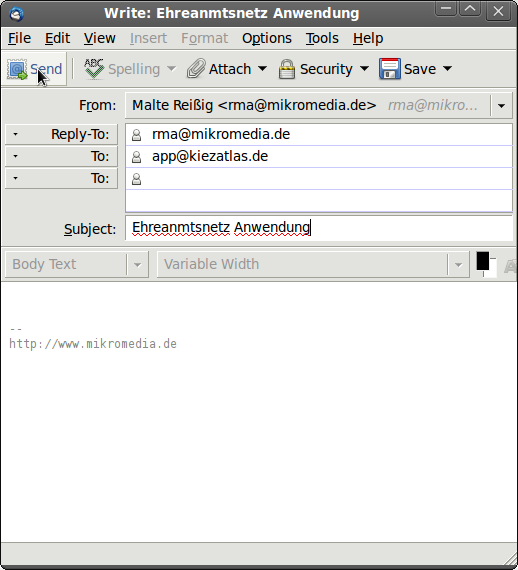 Write: Ehreanmtsnetz Anwendung
File Edit View Insert Format Options Tools Help
Send Spelling Attach Security Save
From: Malte Reißig <rma@mikromedia.de> rma@mikro...
Reply-To: rma@mikromedia.de
To: app@kiezatlas.de
To:
Subject: Ehreanmtsnetz Anwendung
Body Text Variable Width
--
http://www.mikromedia.de